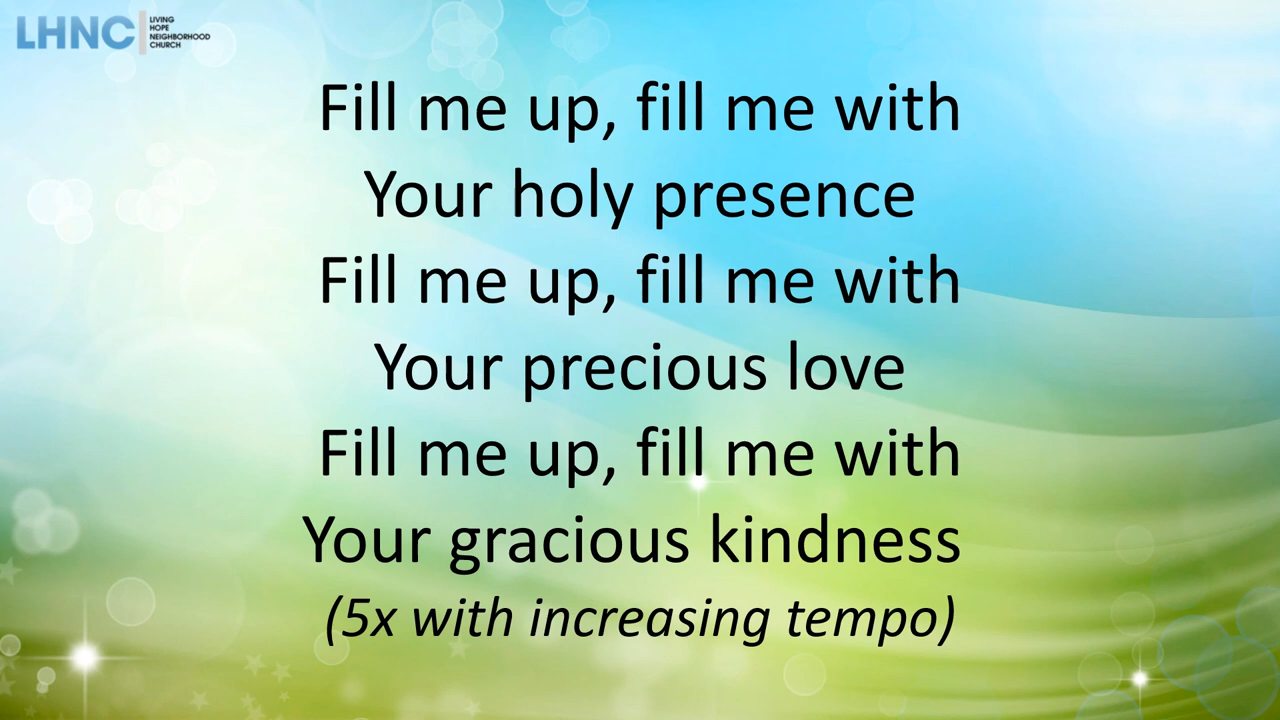 LHNC
LIVING
HOPE
NEIGHBORHOOD
CHURCH
Fill me up, fill me with
Your holy presence
Fill me up, fill me with
Your precious love
Fill me up, fill me with
Your gracious kindness
(5x with increasing tempo)